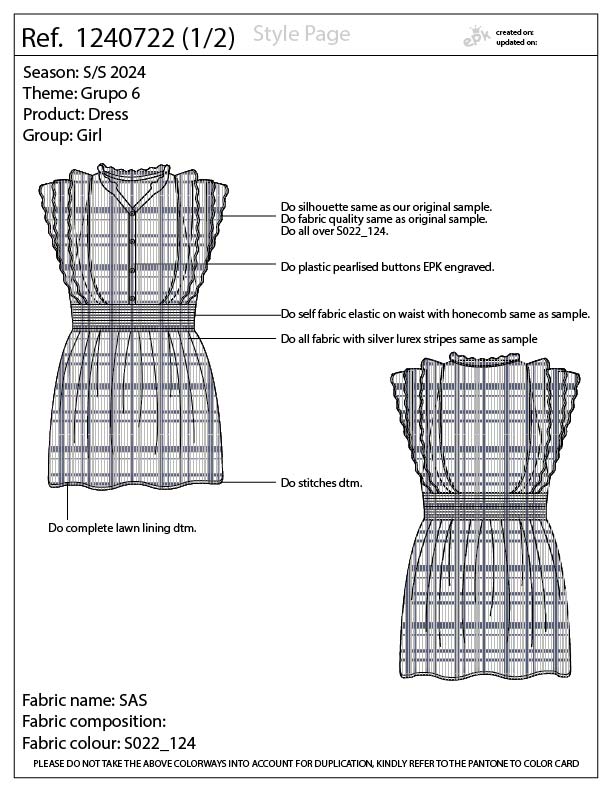 Ref. 1240722 (1/2)
Style Page
epk
created on:
updated on:
Season: S/S 2024
Theme: Grupo 6
Product: Dress
Group: Girl
Do silhouette same as our original sample.
Do fabric quality same as original sample.
Do all over S022_124.
Do plastic pearlised buttons EPK engraved.
Do self fabric elastic on waist with honecomb same as sample.
Do all fabric with silver lurex stripes same as sample
Do stitches dtm.
Do complete lawn lining dtm.
Fabric name: SAS
Fabric composition:
Fabric colour: S022_124
PLEASE DO NOT TAKE THE ABOVE COLORWAYS INTO ACCOUNT FOR DUPLICATION, KINDLY REFER TO THE PANTONE TO COLOR CARD